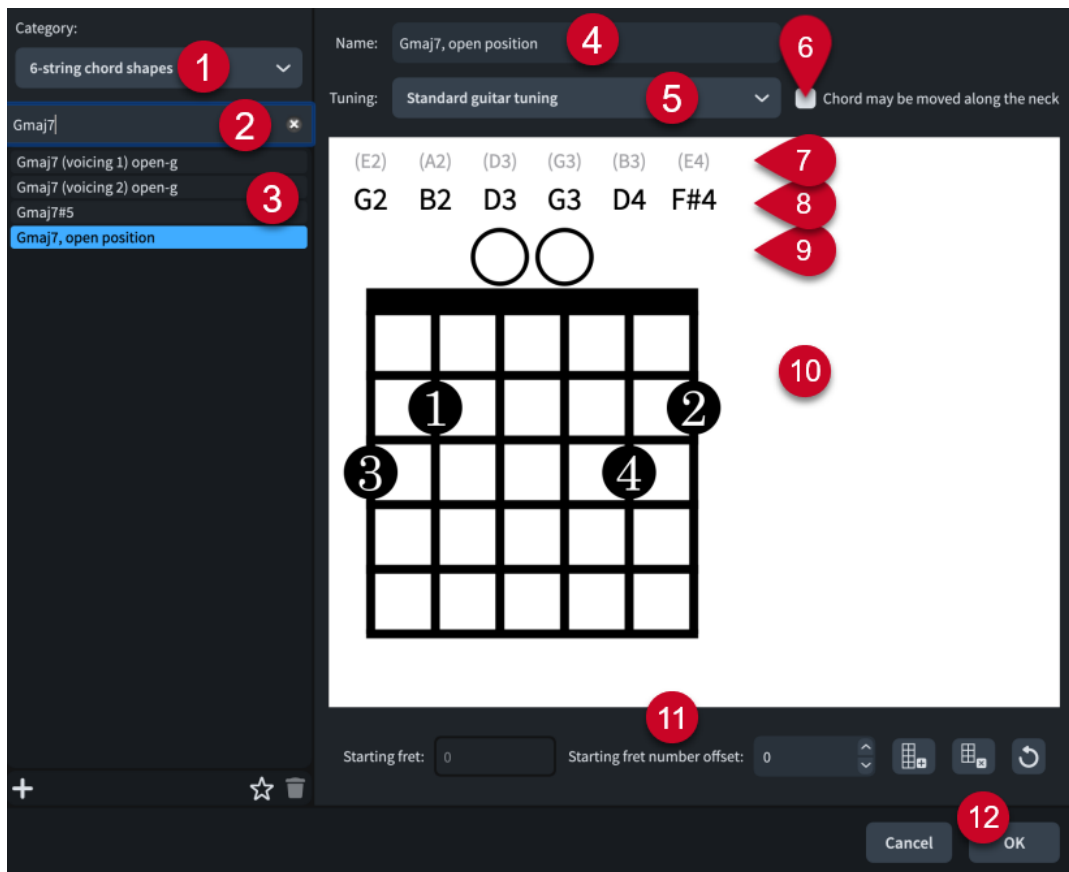 Category:
6-string chord shapes 1
Gmaj7 2
Gmaj7 (voicing 1) open-g
Gmaj7 (voicing 2) open-g
3
Gmaj7#5
Gmaj7, open position
Name: Gmaj7, open position 4
6
Tuning: Standard guitar tuning 5 Chord may be moved along the neck
(E2) (A2) (D3) (G3) (B3) (E4) 7
G2 B2 D3 G3 D4 F#4 8
9
10
1 2
3 4
11
Starting fret: 0 Starting fret number offset: 0
12
Cancel OK